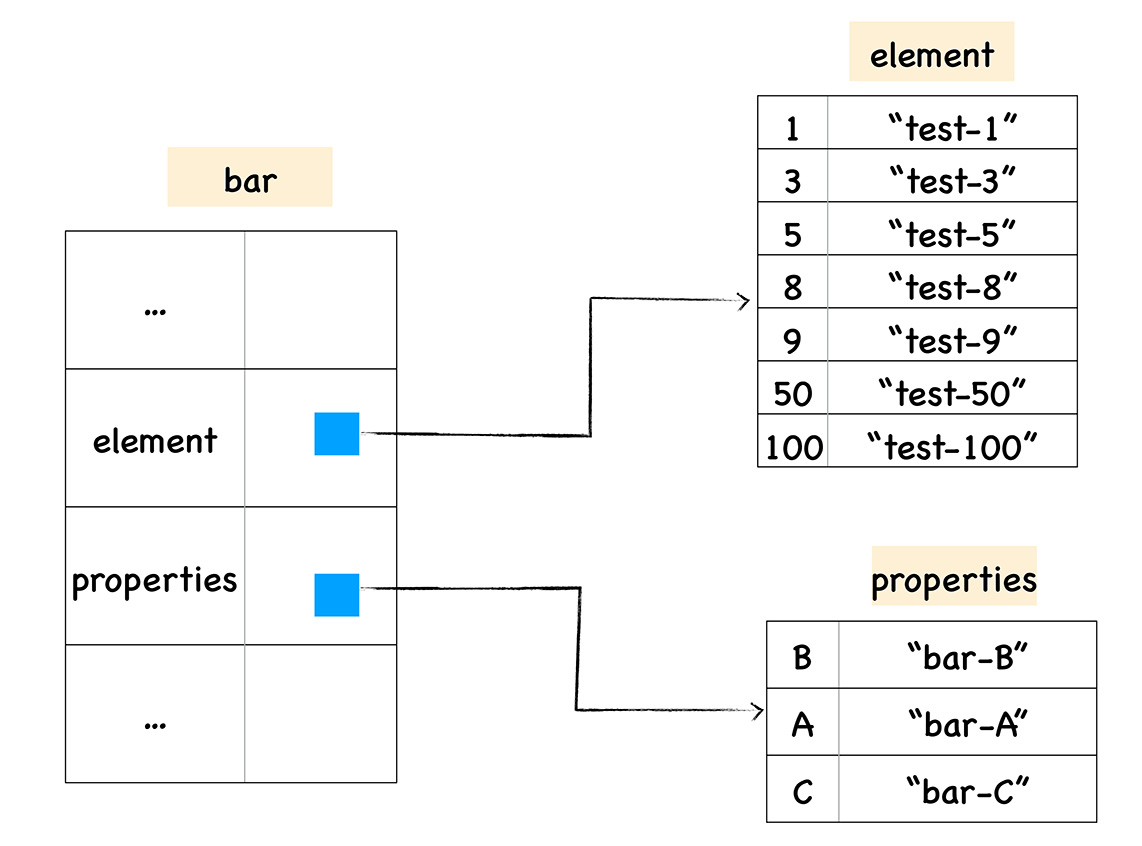 bar
...
element
properties
...
element
1 “test-1”
3 “test-3”
5 “test-5”
8 “test-8”
9 “test-9”
50 “test-50”
100 “test-100”
properties
B “bar-B”
A “bar-A”
C “bar-C”